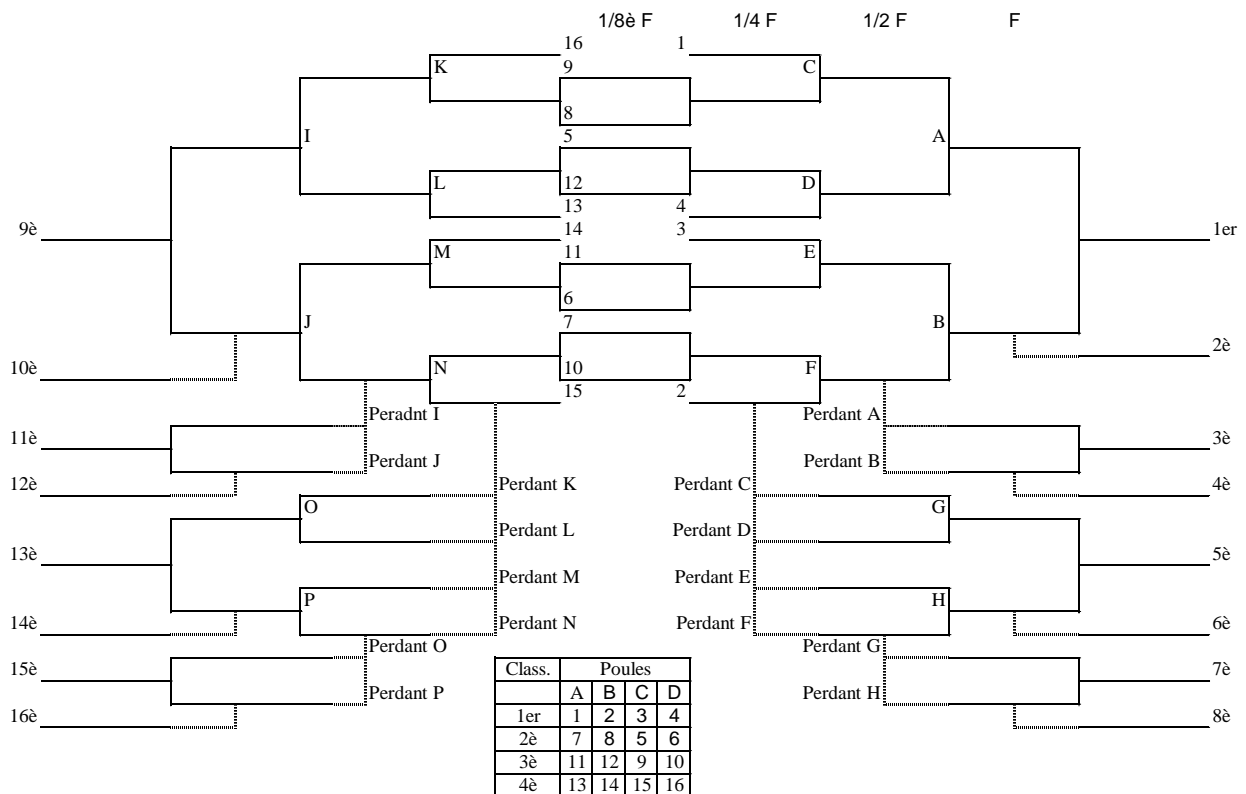 1/8è F 1/4 F 1/2 F F
16 1
K 9 C
8
I 5 A
L 12 D
13 4
9è 14 3 1er
M 11 E
6
J 7 B
2è
10è N 10 F
15 2
Peradnt I Perdant A
11è 3è
Perdant J Perdant B
12è Perdant K Perdant C 4è
O G
Perdant L Perdant D
13è 5è
Perdant M Perdant E
P H
14è Perdant N Perdant F 6è
Perdant O Perdant G
15è Class. Poules 7è
Perdant P Perdant H
A B C D
16è 1er 1 2 3 4 8è
2è 7 8 5 6
3è 11 12 9 10
4è 13 14 15 16